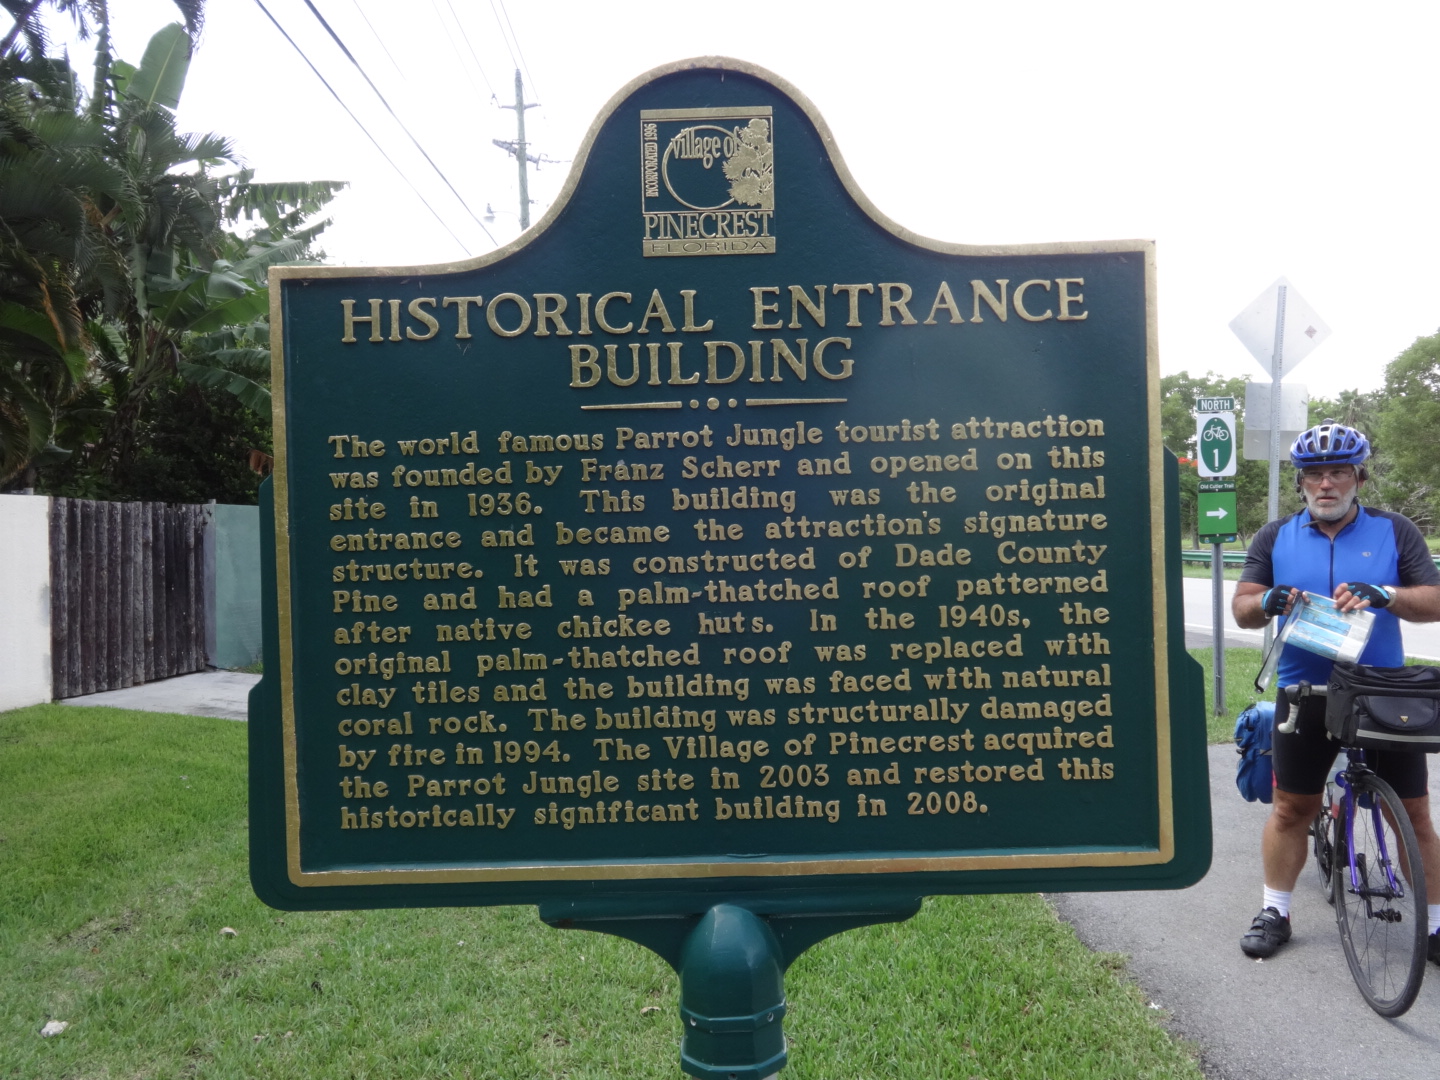 INCORPORATED 1996
village of
PINECREST
FLORIDA
HISTORICAL ENTRANCE
BUILDING
The world famous Parrot Jungle tourist attraction
was founded by Franz Scherr and opened on this
site in 1936. This building was the original
entrance and became the attraction's signature
structure. It was constructed of Dade County
Pine and had a palm-thatched roof patterned
after native chickee huts. In the 1940s, the
original palm-thatched roof was replaced with
clay tiles and the building was faced with natural
coral rock. The building was structurally damaged
by fire in 1994. The Village of Pinecrest acquired
the Parrot Jungle site in 2003 and restored this
historically significant building in 2008.
NORTH
1
Old Cutler Trail